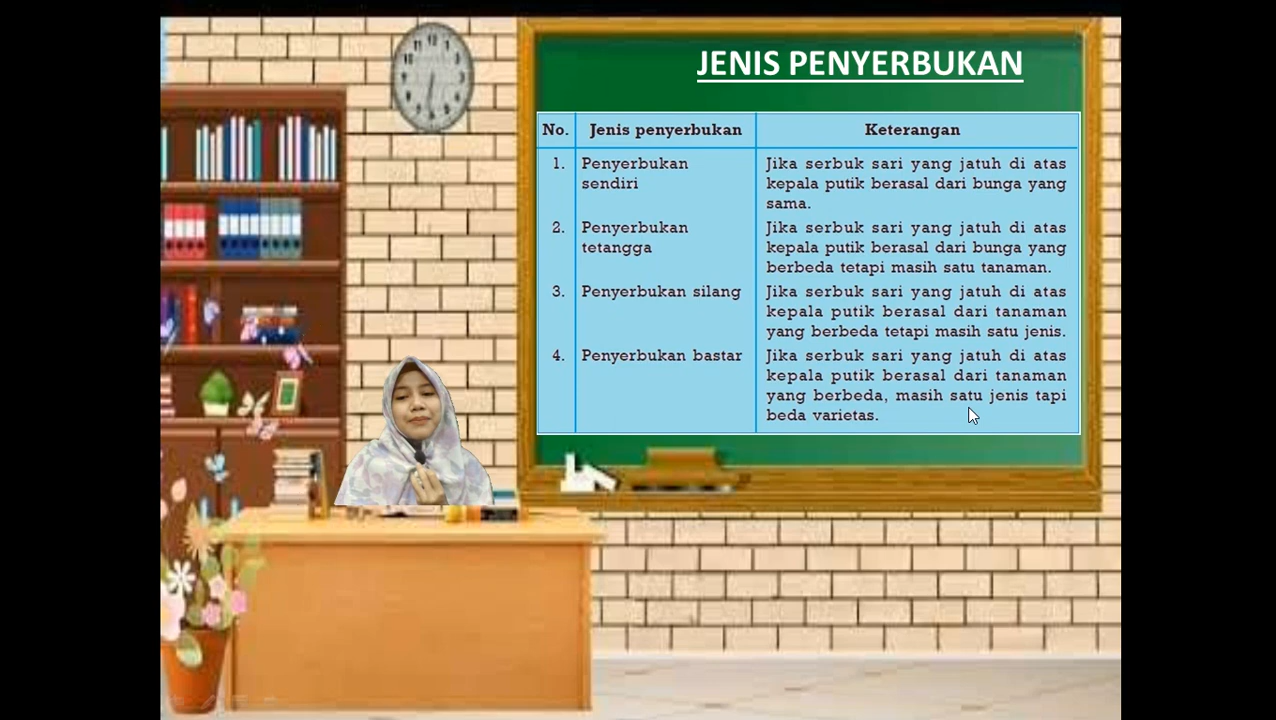 JENIS PENYERBUKAN
No. Jenis penyerbukan Keterangan
1. Penyerbukan sendiri
Jika serbuk sari yang jatuh di atas
kepala putik berasal dari bunga yang
sama.
2. Penyerbukan tetangga
Jika serbuk sari yang jatuh di atas
kepala putik berasal dari bunga yang
berbeda tetapi masih satu tanaman.
3. Penyerbukan silang
Jika serbuk sari yang jatuh di atas
kepala putik berasal dari tanaman
yang berbeda tetapi masih satu jenis.
4. Penyerbukan bastar
Jika serbuk sari yang jatuh di atas
kepala putik berasal dari tanaman
yang berbeda, masih satu jenis tapi
beda varietas.